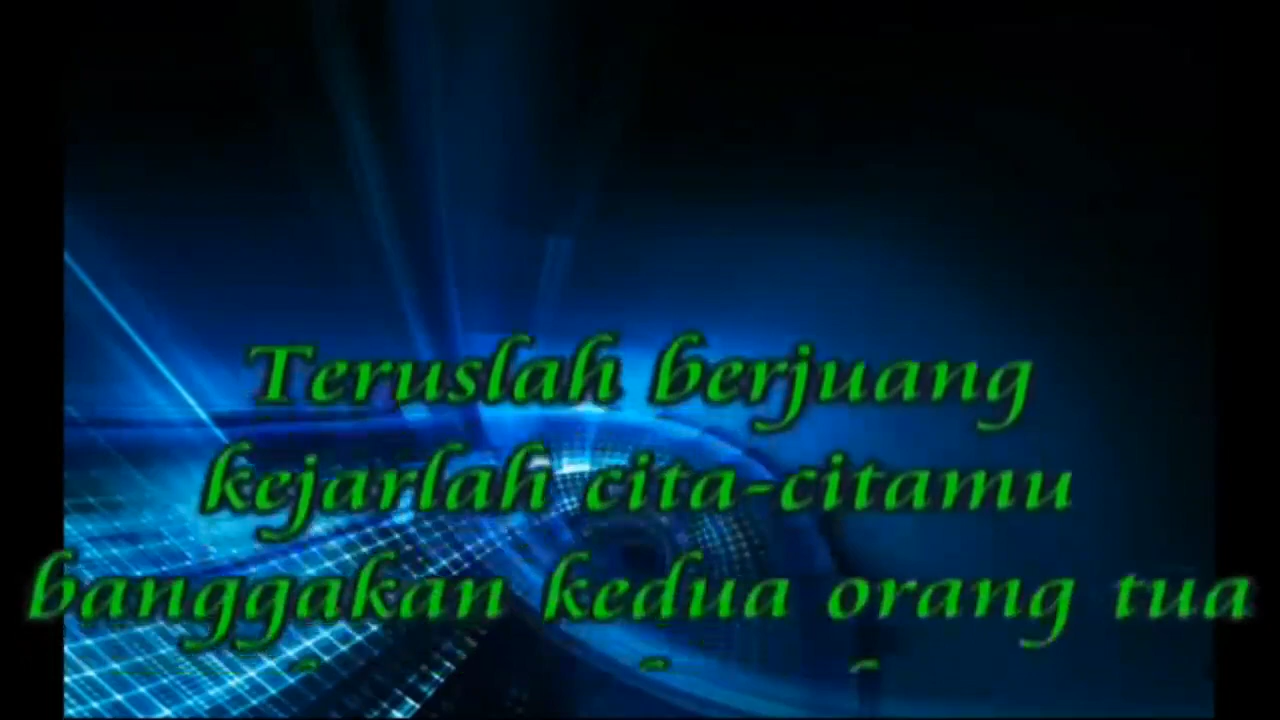 Teruslah berjuang
kejarlah cita-citamu
banggakan kedua orang tua